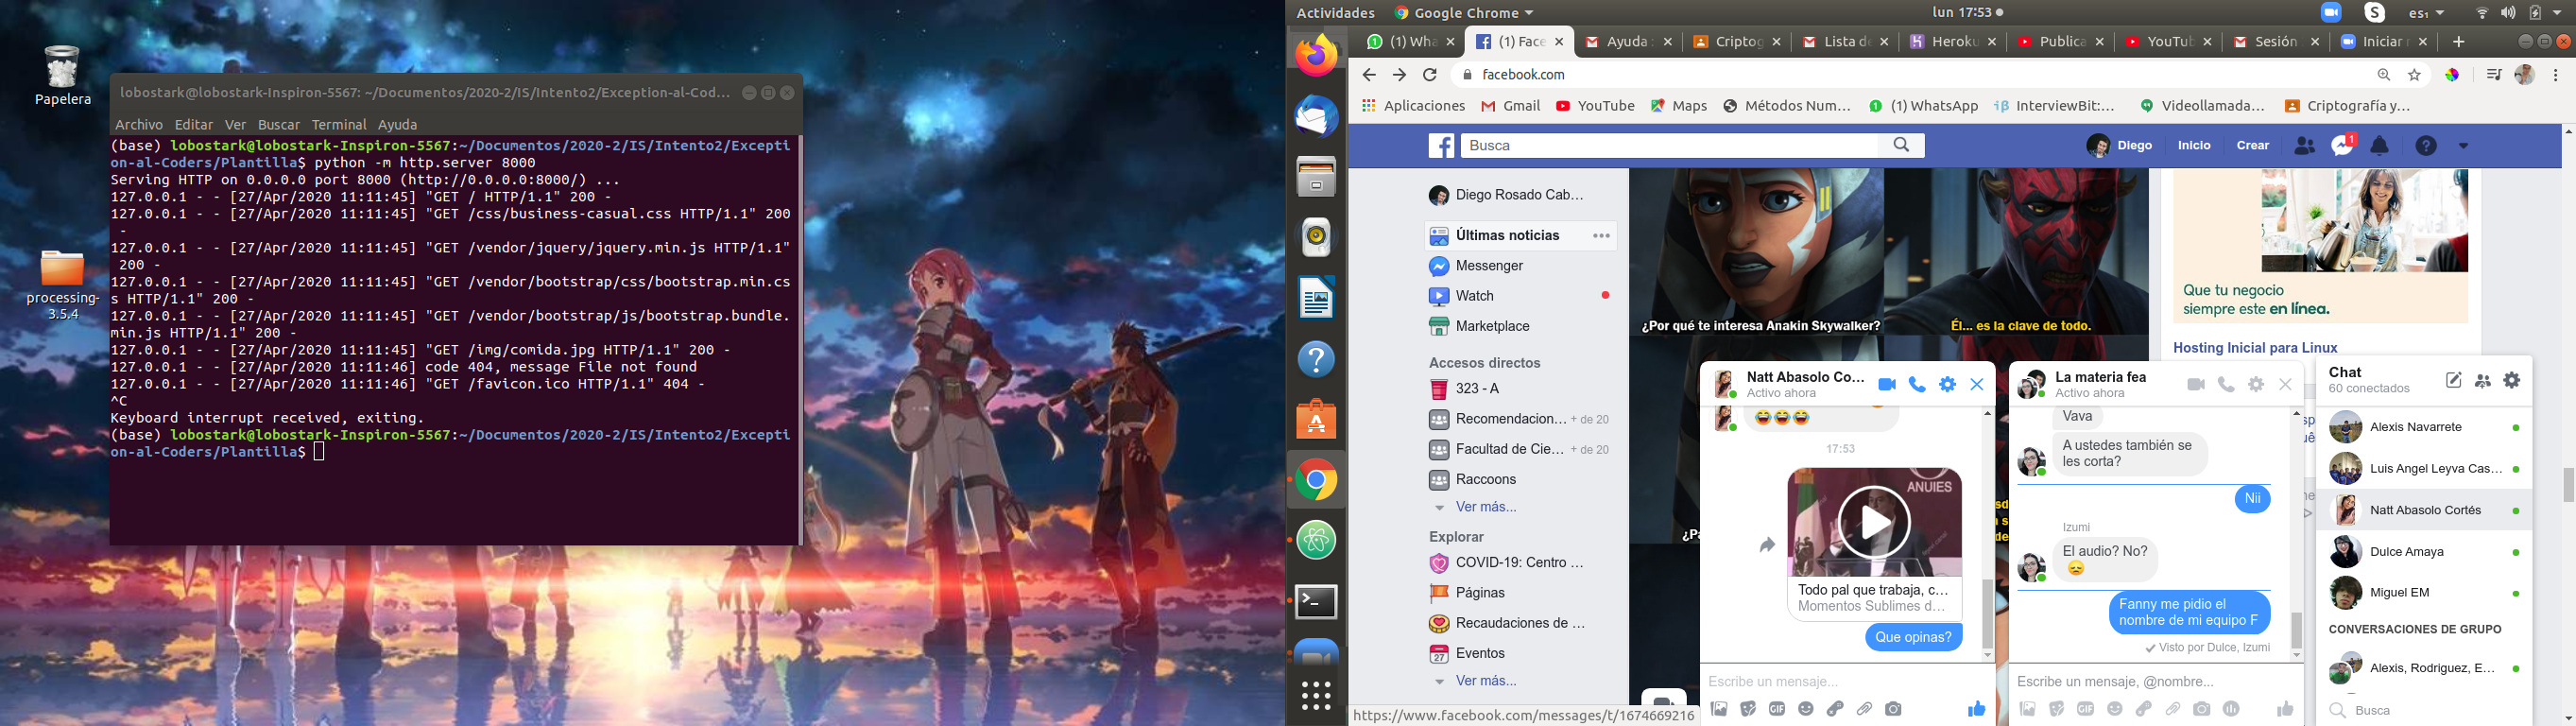 Papelera
processing-
3.5.4
lobostark@lobostark-Inspiron-5567: ~/Documentos/2020-2/IS/Intento2/Exception-al-Cod...
Archivo Editar Ver Buscar Terminal Ayuda
(base) lobostark@lobostark-Inspiron-5567:~/Documentos/2020-2/IS/Intento2/Excepti
on-al-Coders/Plantilla$ python -m http.server 8000
Serving HTTP on 0.0.0.0 port 8000 (http://0.0.0.0:8000/) ...
127.0.0.1 - - [27/Apr/2020 11:11:45] "GET / HTTP/1.1" 200 -
127.0.0.1 - - [27/Apr/2020 11:11:45] "GET /css/business-casual.css HTTP/1.1" 200
-
127.0.0.1 - - [27/Apr/2020 11:11:45] "GET /vendor/jquery/jquery.min.js HTTP/1.1"
200 -
127.0.0.1 - - [27/Apr/2020 11:11:45] "GET /vendor/bootstrap/css/bootstrap.min.cs
s HTTP/1.1" 200 -
127.0.0.1 - - [27/Apr/2020 11:11:45] "GET /vendor/bootstrap/js/bootstrap.bundle.
min.js HTTP/1.1" 200 -
127.0.0.1 - - [27/Apr/2020 11:11:45] "GET /img/comida.jpg HTTP/1.1" 200 -
127.0.0.1 - - [27/Apr/2020 11:11:46] code 404, message File not found
127.0.0.1 - - [27/Apr/2020 11:11:46] "GET /favicon.ico HTTP/1.1" 404 -
^C
Keyboard interrupt received, exiting.
(base) lobostark@lobostark-Inspiron-5567:~/Documentos/2020-2/IS/Intento2/Excepti
on-al-Coders/Plantilla$
Actividades Google Chrome lun 17:53 es₁
(1) Wha (1) Face Ayuda Criptog Lista de Heroku Publica YouTub Sesión Iniciar r
facebook.com
Aplicaciones Gmail YouTube Maps Métodos Num... (1) WhatsApp InterviewBit:... Videollamada... Criptografía y...
Busca
Diego Inicio Crear 1
Diego Rosado Cab...
Últimas noticias
Messenger
Watch
Marketplace
Accesos directos
323 - A
Recomendacion... + de 20
Facultad de Cie... + de 20
Raccoons
Ver más...
Explorar
COVID-19: Centro ...
Páginas
Recaudaciones de ...
27 Eventos
Ver más...
¿Por qué te interesa Anakin Skywalker?
Él... es la clave de todo.
Que tu negocio
siempre este en línea.
Hosting Inicial para Linux
Natt Abasolo Co...
Activo ahora
17:53
ANUIES
Todo pal que trabaja, c...
Momentos Sublimes d...
Que opinas?
Escribe un mensaje...
GIF
La materia fea
Activo ahora
Vava
A ustedes también se
les corta?
Nii
Izumi
El audio? No?
Fanny me pidio el
nombre de mi equipo F
Visto por Dulce, Izumi
Escribe un mensaje, @nombre...
GIF
Chat
60 conectados
Alexis Navarrete
Luis Angel Leyva Cas...
Natt Abasolo Cortés
Dulce Amaya
Miguel EM
CONVERSACIONES DE GRUPO
Alexis, Rodriguez, E...
Busca
https://www.facebook.com/messages/t/1674669216